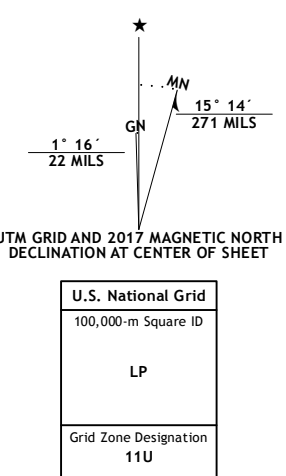 ★
MN
GN
15° 14´
271 MILS
1° 16´
22 MILS
UTM GRID AND 2017 MAGNETIC NORTH
DECLINATION AT CENTER OF SHEET
U.S. National Grid
100,000-m Square ID
LP
Grid Zone Designation
11U